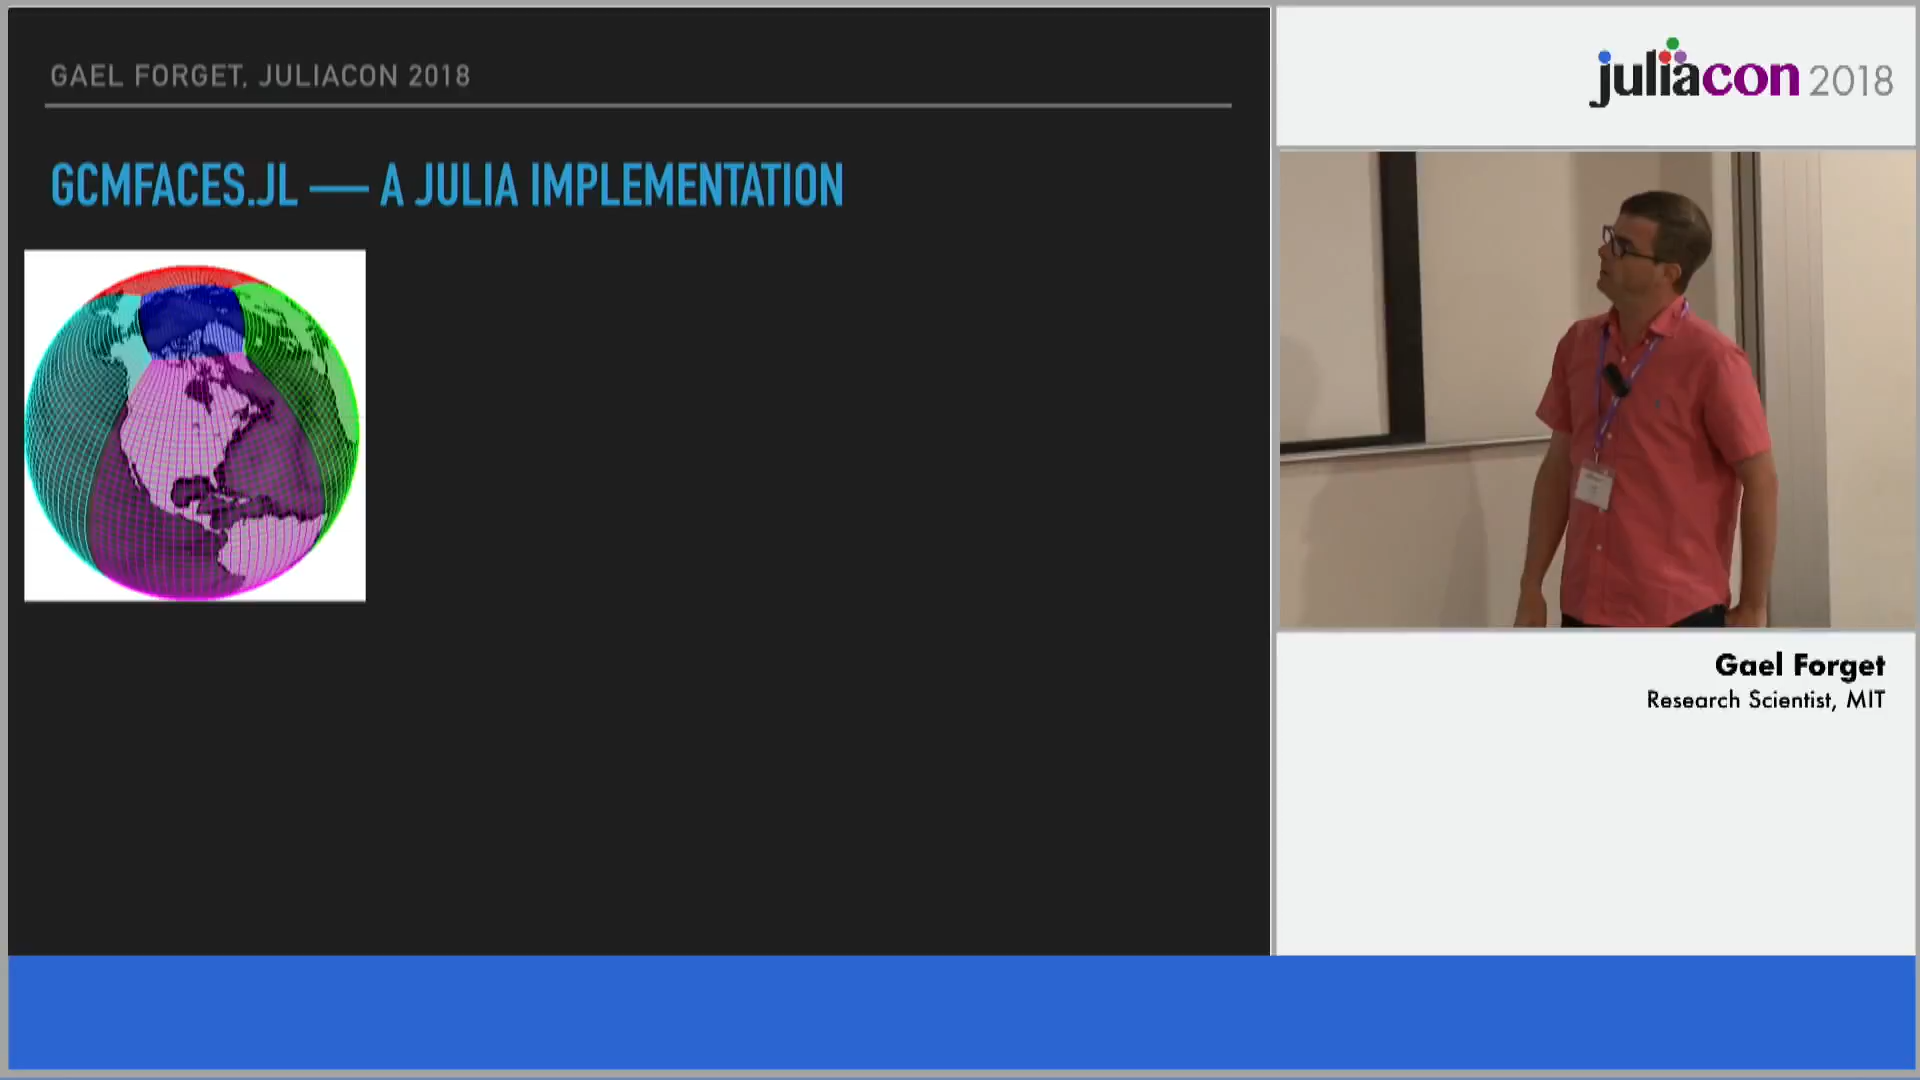 GAEL FORGET, JULIACON 2018
GCMFACES.JL — A JULIA IMPLEMENTATION
juliacon 2018
Gael Forget
Research Scientist, MIT